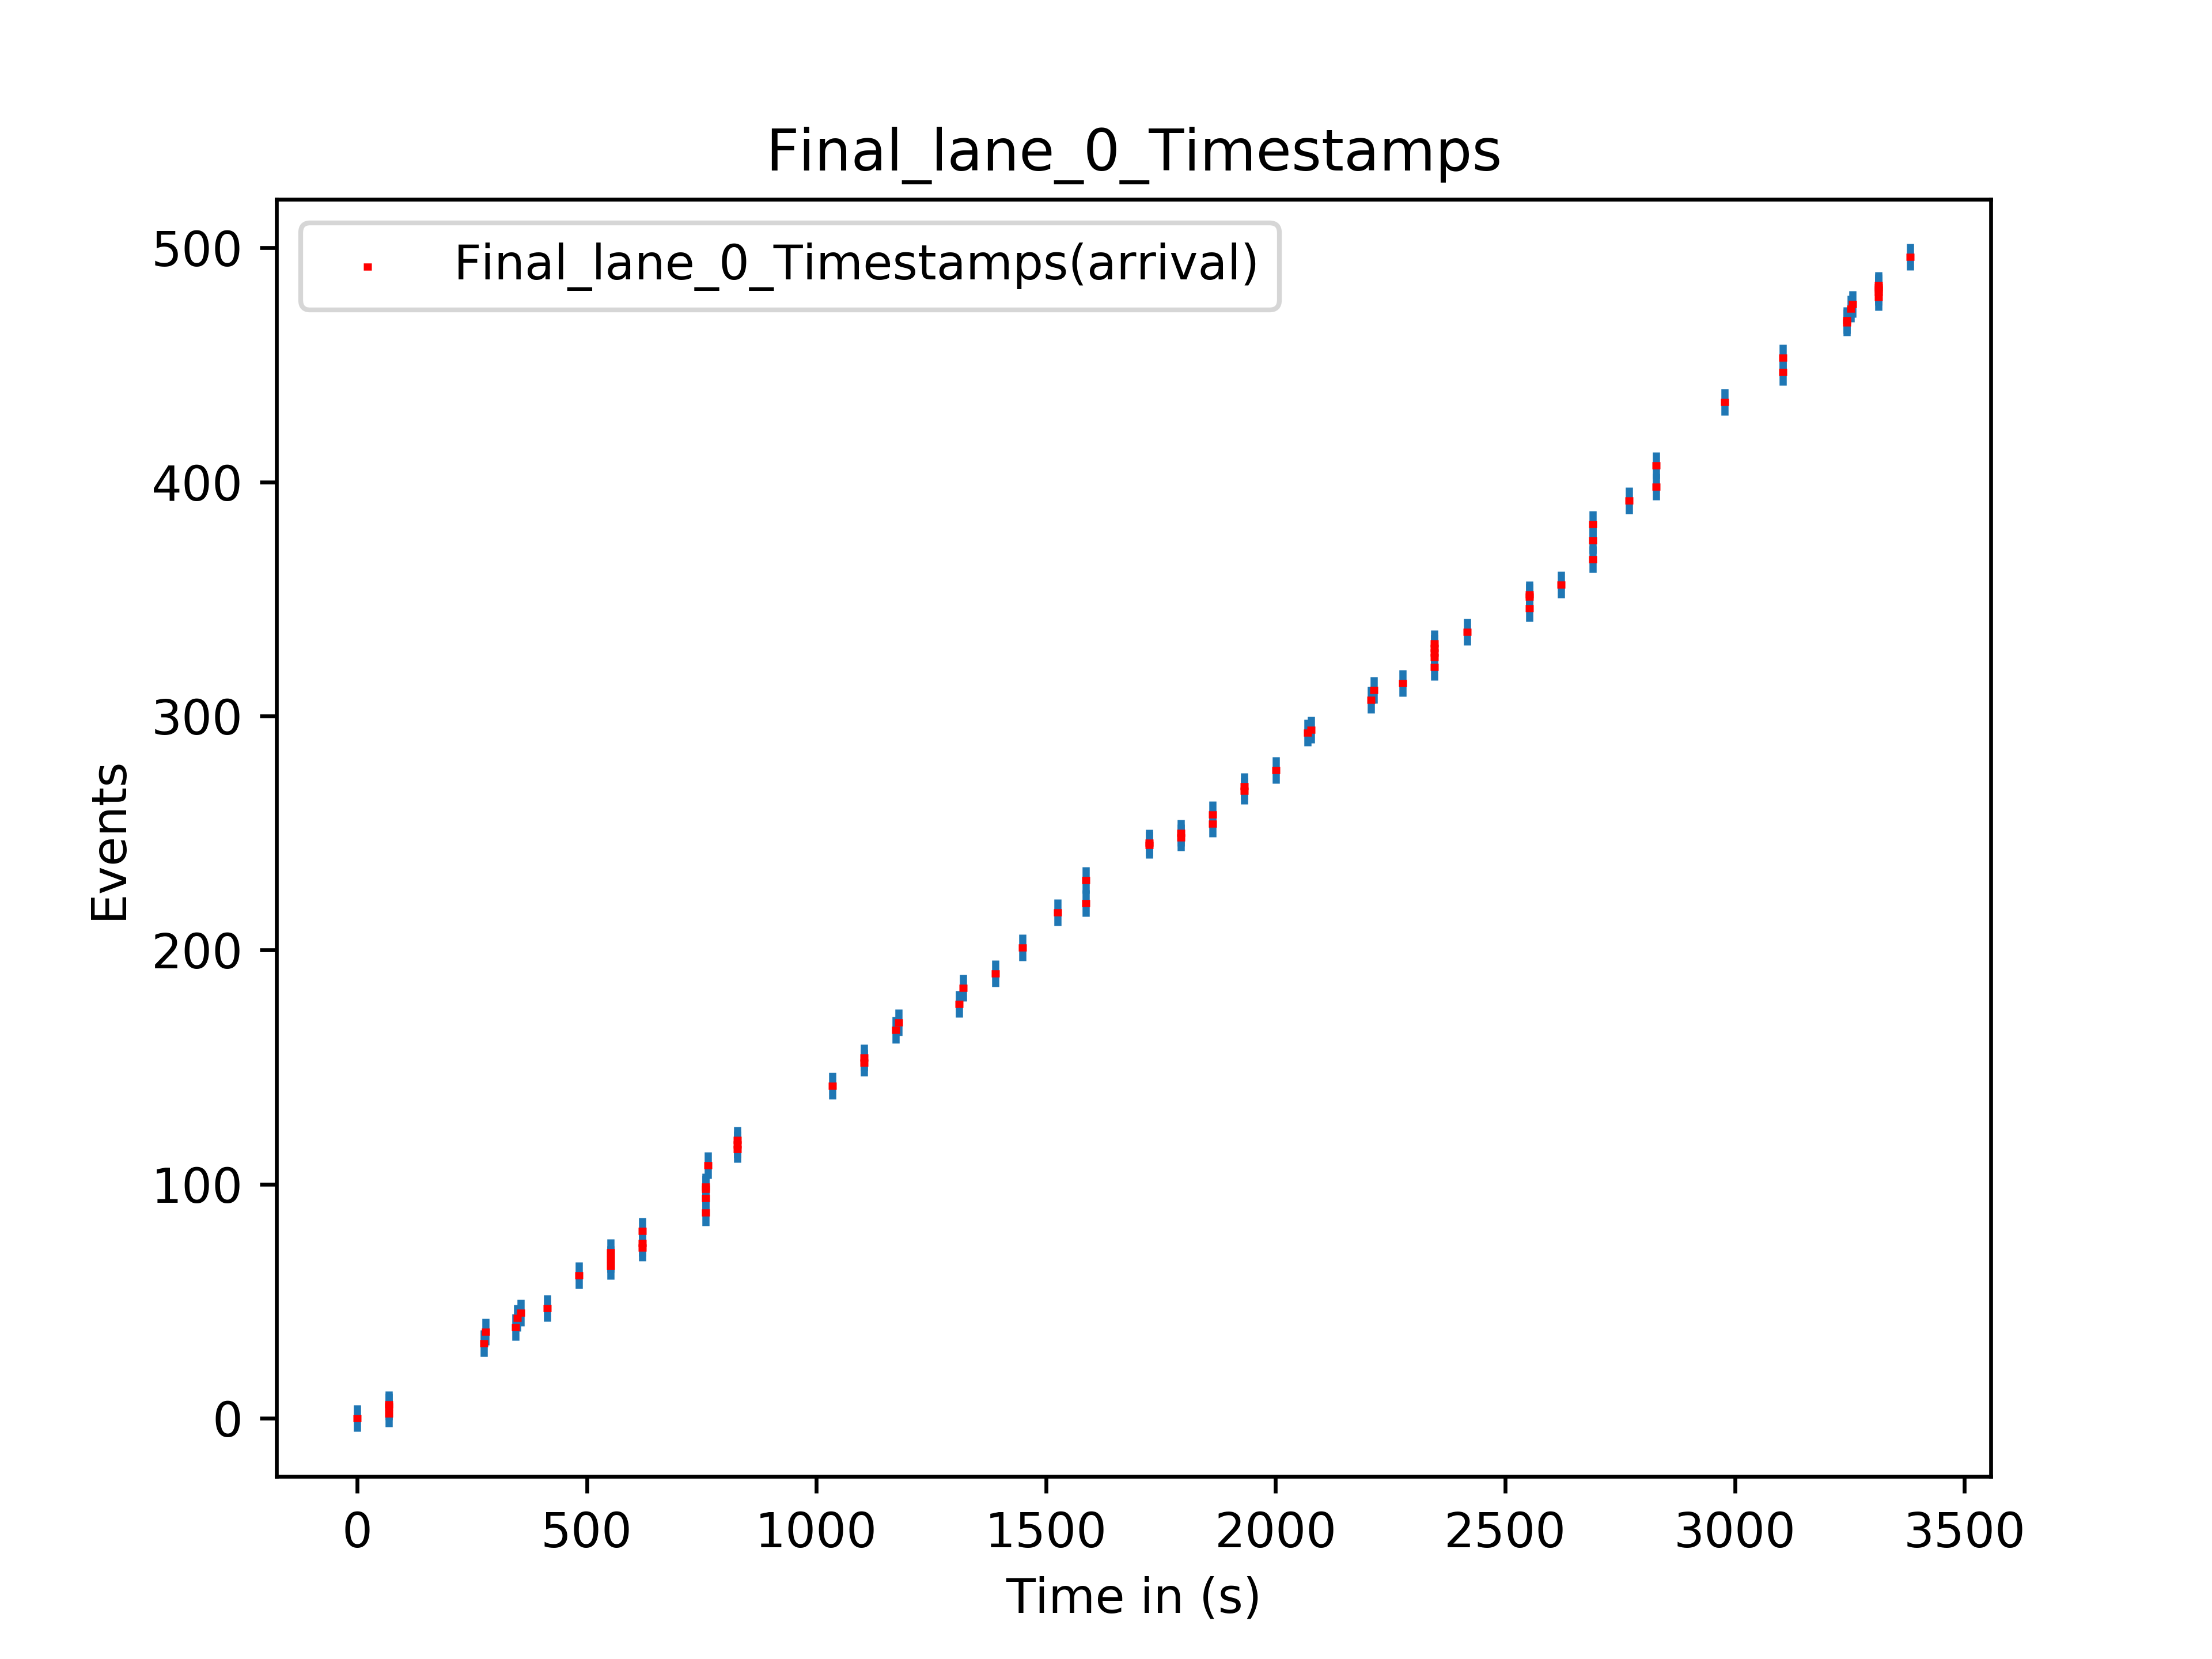 Final_lane_0_Timestamps
Final_lane_0_Timestamps(arrival)
500
400
300
200
100
0
Events
0 500 1000 1500 2000 2500 3000 3500
Time in (s)